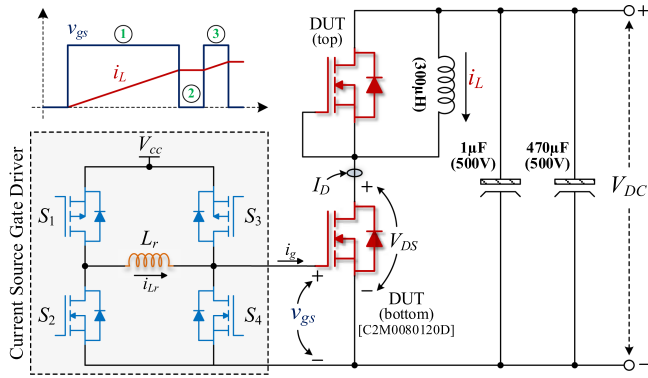 v_gs
①
②
③
i_L
Current Source Gate Driver
V_cc
S_1
S_2
S_3
S_4
L_r
i_Lr
i_g
+
v_gs
−
DUT
(top)
(300μH)
i_L
I_D
+
V_DS
−
DUT
(bottom)
[C2M0080120D]
1μF
(500V)
470μF
(500V)
+
V_DC
−